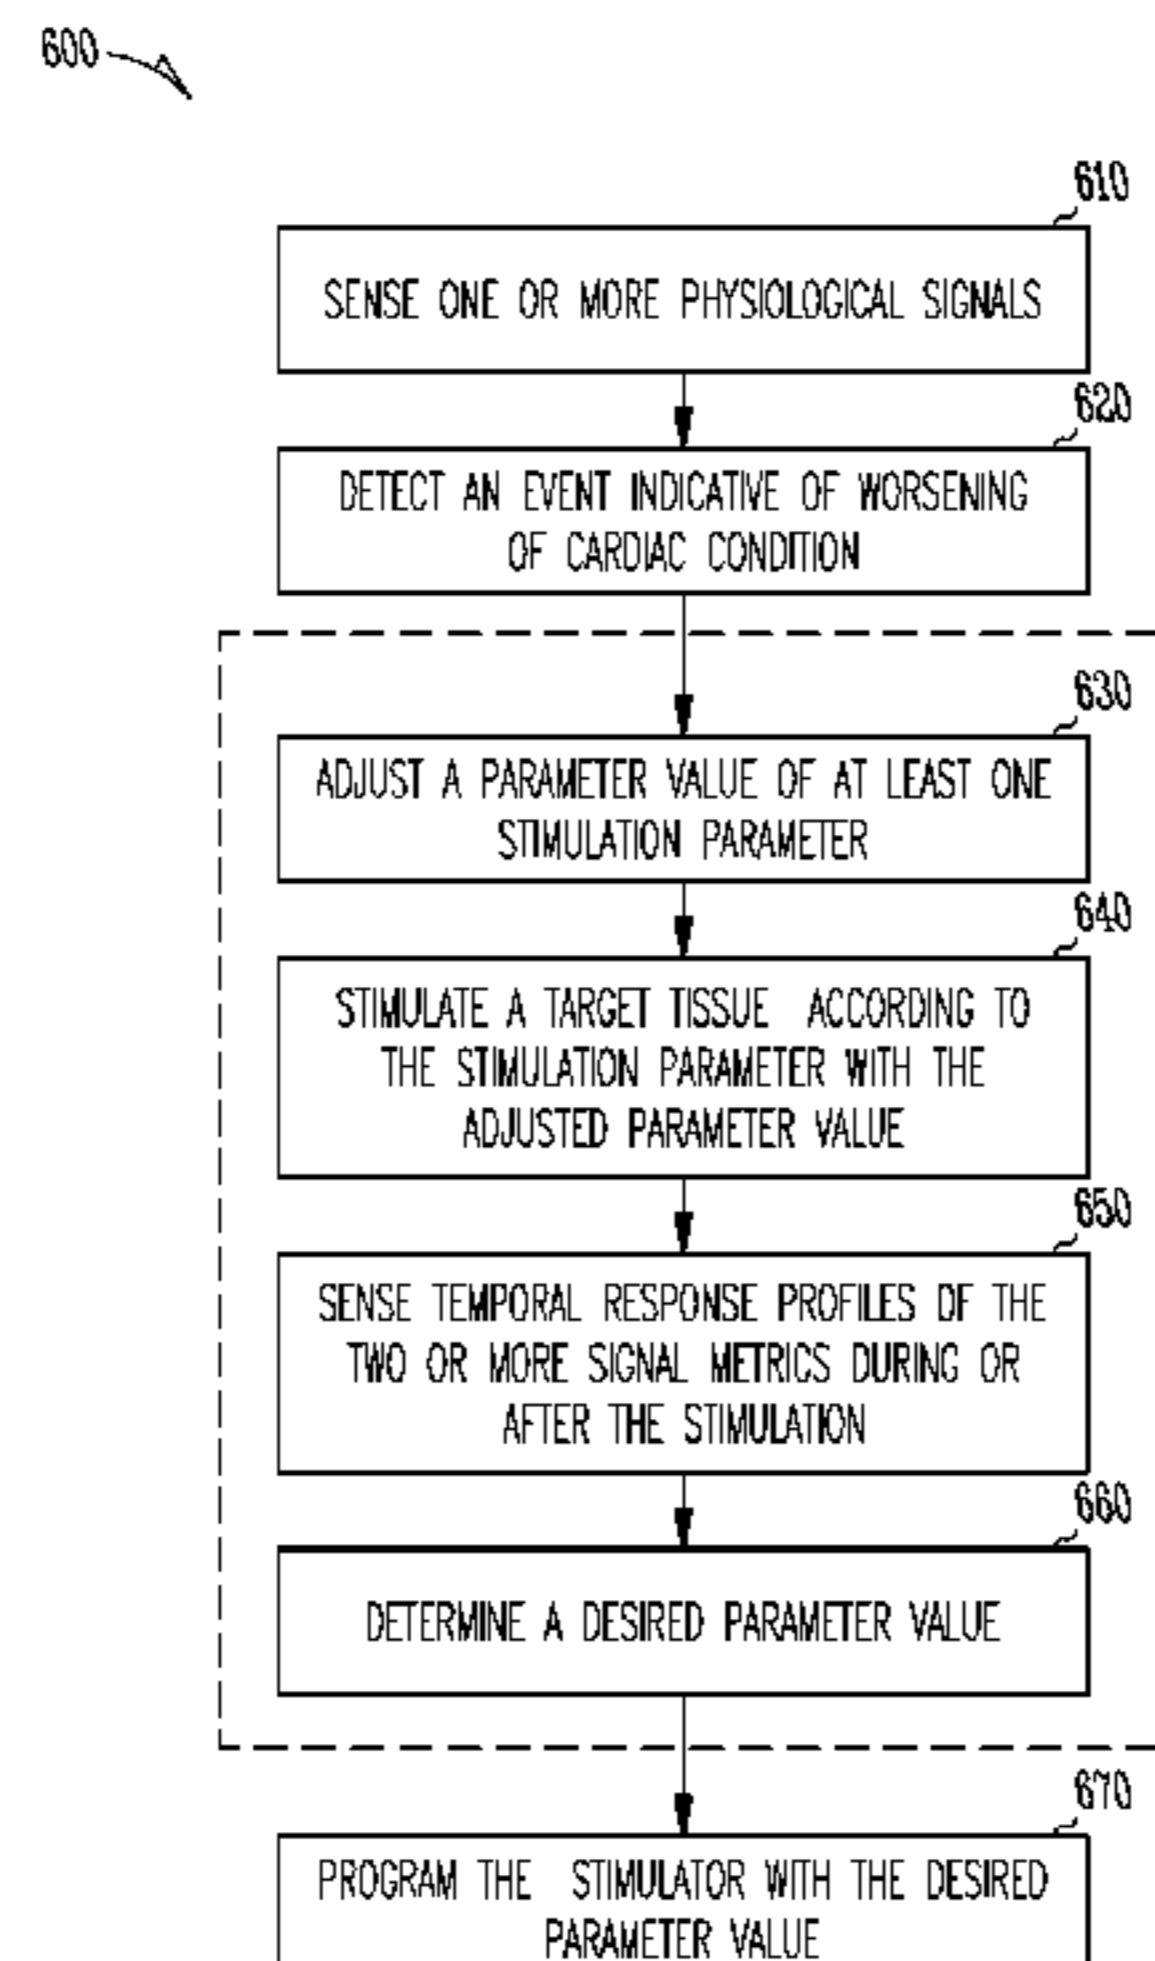 600
610
SENSE ONE OR MORE PHYSIOLOGICAL SIGNALS
620
DETECT AN EVENT INDICATIVE OF WORSENING
OF CARDIAC CONDITION
630
ADJUST A PARAMETER VALUE OF AT LEAST ONE
STIMULATION PARAMETER
640
STIMULATE A TARGET TISSUE ACCORDING TO
THE STIMULATION PARAMETER WITH THE
ADJUSTED PARAMETER VALUE
650
SENSE TEMPORAL RESPONSE PROFILES OF THE
TWO OR MORE SIGNAL METRICS DURING OR
AFTER THE STIMULATION
660
DETERMINE A DESIRED PARAMETER VALUE
670
PROGRAM THE STIMULATOR WITH THE DESIRED
PARAMETER VALUE